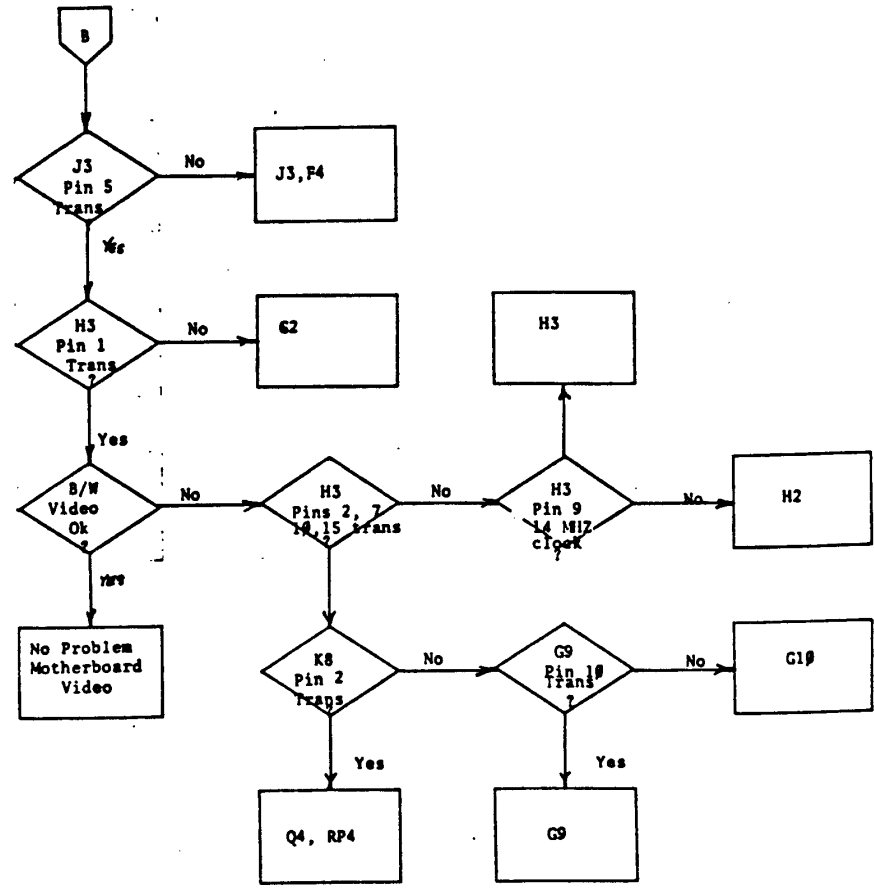 B
J3
Pin 5
Trans
?
No
J3,F4
Yes
H3
Pin 1
Trans
?
No
G2
H3
Yes
B/W
Video
Ok
?
No
H3
Pins 2, 7
10,15 trans
?
No
H3
Pin 9
14 MHZ
clock
?
No
H2
Yes
No Problem
Motherboard
Video
K8
Pin 2
Trans
?
No
G9
Pin 10
Trans
?
No
G10
Yes
Yes
Q4, RP4
G9